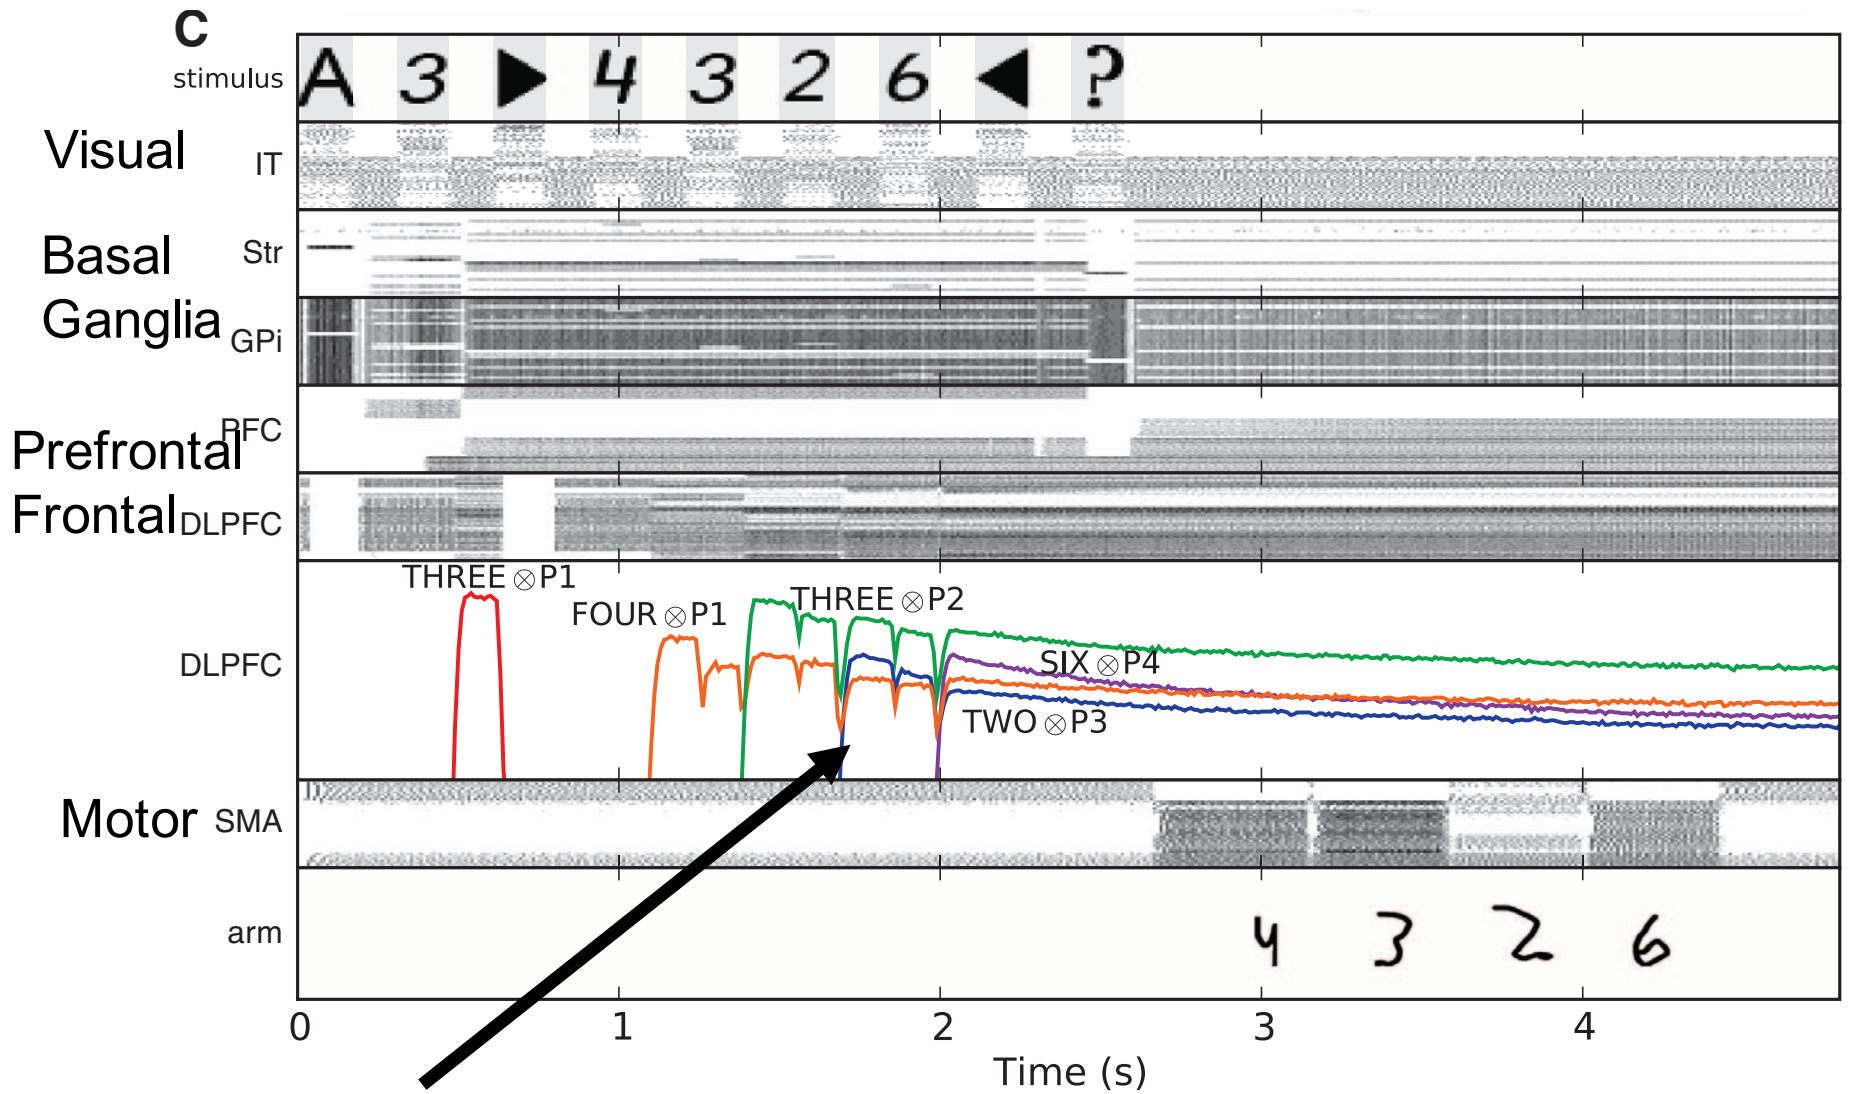 C
stimulus A 3 ▶ 4 3 2 6 ◀ ?
Visual IT
Basal Str
Ganglia GPi
PFC
Prefrontal
Frontal DLPFC
THREE⊗P1
FOUR⊗P1
THREE⊗P2
DLPFC
SIX⊗P4
TWO⊗P3
Motor SMA
arm 4 3 2 6
0 1 2 3 4
Time (s)